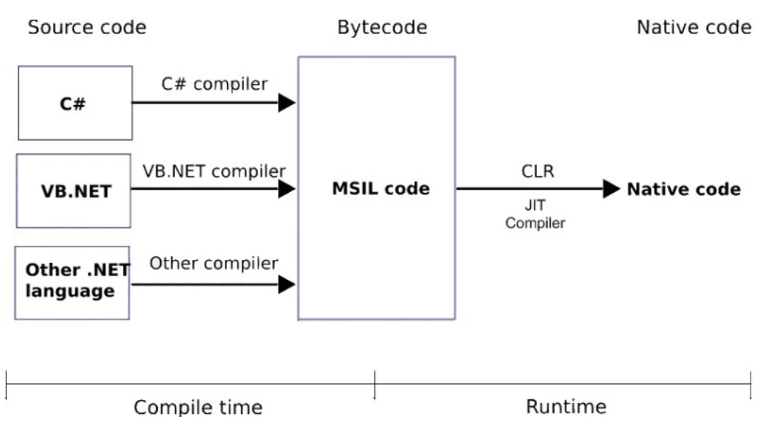 Source code
Bytecode
Native code
C#
C# compiler
VB.NET
VB.NET compiler
Other .NET
language
Other compiler
MSIL code
CLR
JIT
Compiler
Native code
Compile time
Runtime